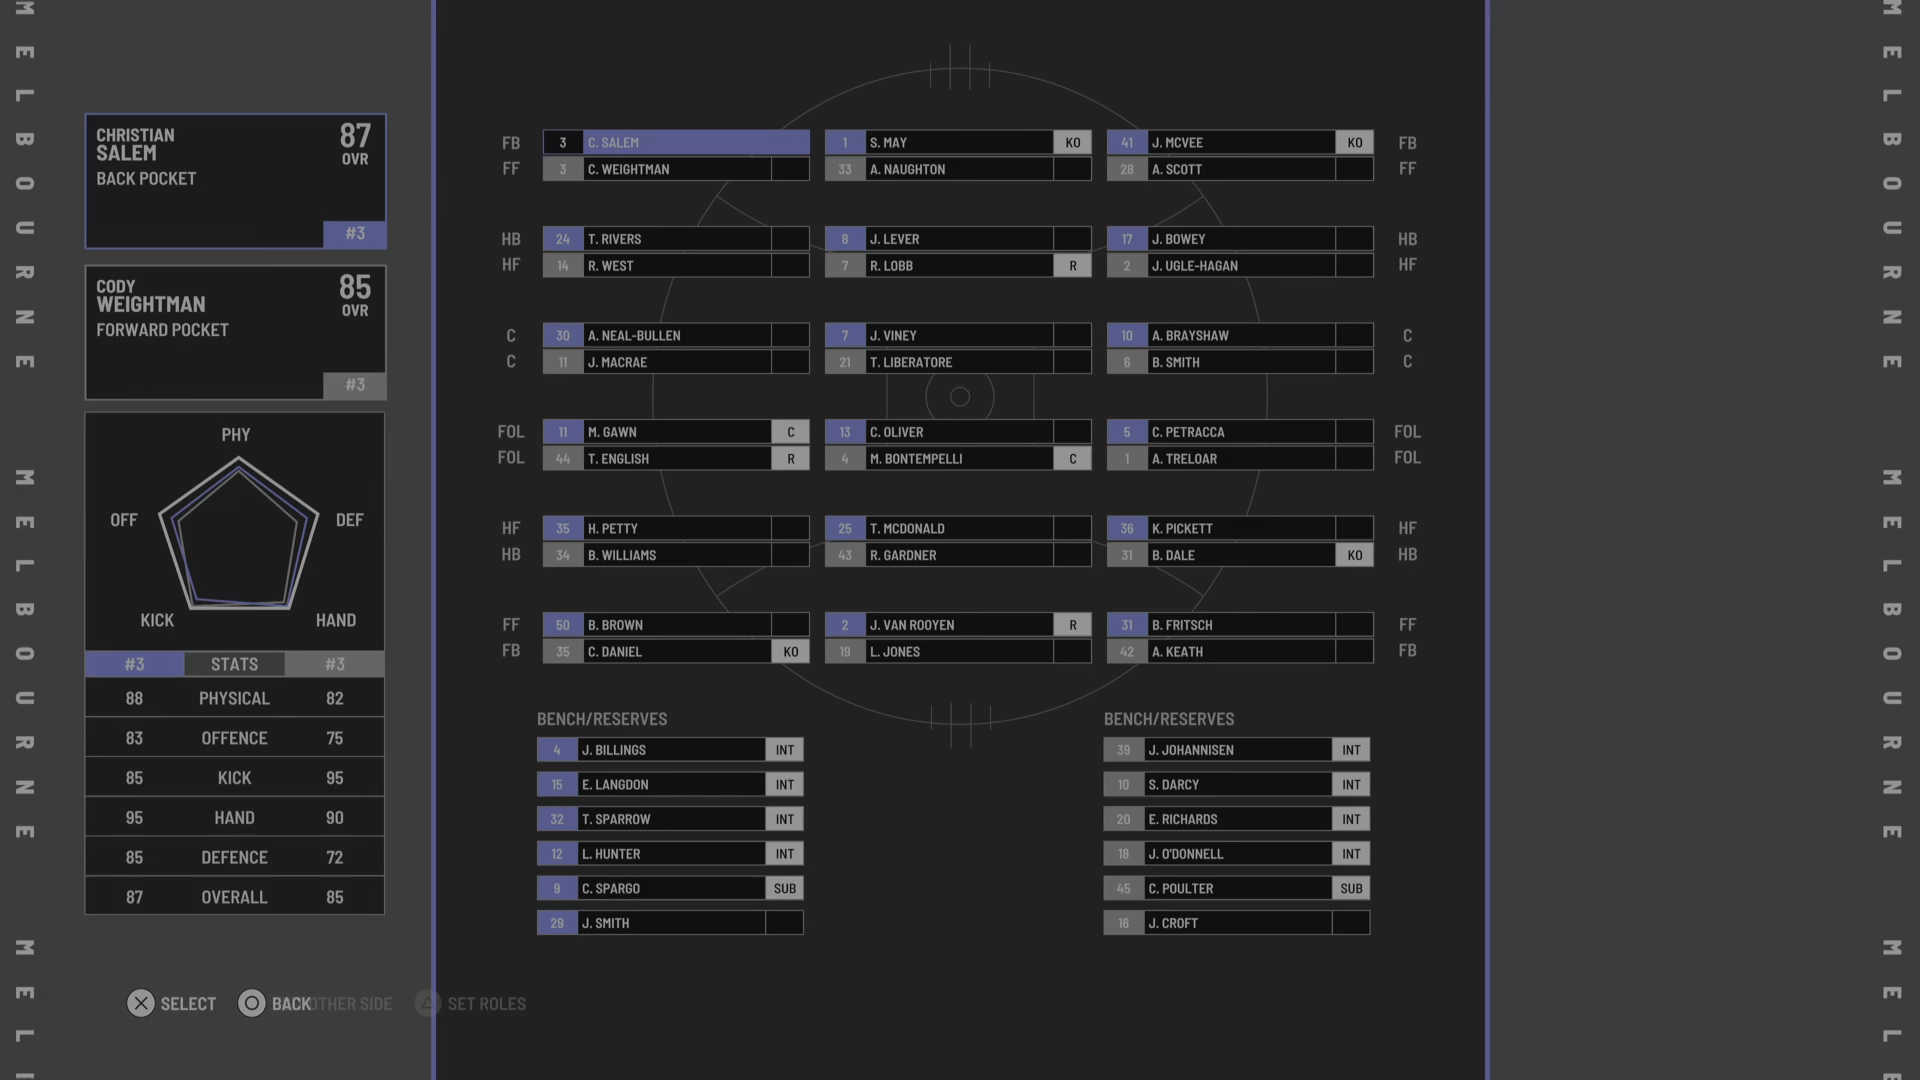 MELBOURNE
MELBOURNE
MEL
CHRISTIAN
SALEM
87
OVR
BACK POCKET
#3
CODY
WEIGHTMAN
85
OVR
FORWARD POCKET
#3
PHY
OFF
DEF
KICK
HAND
#3 STATS #3
88 PHYSICAL 82
83 OFFENCE 75
85 KICK 95
95 HAND 90
85 DEFENCE 72
87 OVERALL 85
FB 3 C. SALEM 1 S. MAY KO 41 J. MCVEE KO FB
FF 3 C. WEIGHTMAN 33 A. NAUGHTON 28 A. SCOTT FF
HB 24 T. RIVERS 8 J. LEVER 17 J. BOWEY HB
HF 14 R. WEST 7 R. LOBB R 2 J. UGLE-HAGAN HF
C 30 A. NEAL-BULLEN 7 J. VINEY 10 A. BRAYSHAW C
C 11 J. MACRAE 21 T. LIBERATORE 6 B. SMITH C
FOL 11 M. GAWN C 13 C. OLIVER 5 C. PETRACCA FOL
FOL 44 T. ENGLISH R 4 M. BONTEMPELLI C 1 A. TRELOAR FOL
HF 35 H. PETTY 25 T. MCDONALD 36 K. PICKETT HF
HB 34 B. WILLIAMS 43 R. GARDNER 31 B. DALE KO HB
FF 50 B. BROWN 2 J. VAN ROOYEN R 31 B. FRITSCH FF
FB 35 C. DANIEL KO 19 L. JONES 42 A. KEATH FB
BENCH/RESERVES BENCH/RESERVES
4 J. BILLINGS INT 39 J. JOHANNISEN INT
15 E. LANGDON INT 10 S. DARCY INT
32 T. SPARROW INT 20 E. RICHARDS INT
12 L. HUNTER INT 18 J. O'DONNELL INT
9 C. SPARGO SUB 45 C. POULTER SUB
29 J. SMITH 16 J. CROFT
SELECT BACK OTHER SIDE SET ROLES
MELBOURNE
MELBOURNE
MELB